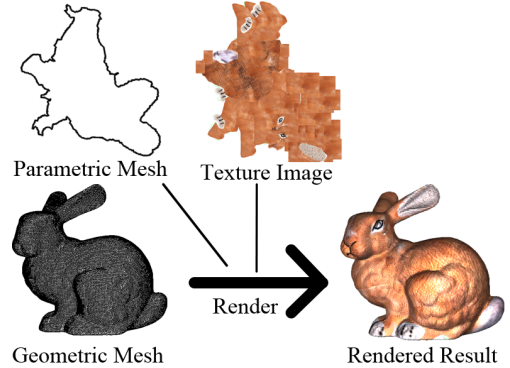 Parametric Mesh
Texture Image
Render
Geometric Mesh
Rendered Result